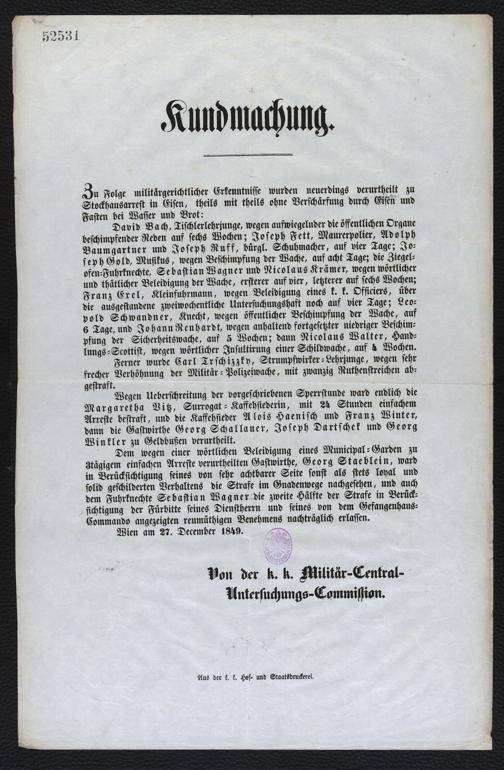 52531
Kundmachung.
Zu Folge militärgerichtlicher Erkenntnisse wurden neuerdings verurtheilt zu
Stockhausarrest in Eisen, theils mit theils ohne Verschärfung durch Eisen und
Fasten bei Wasser und Brot:
David Bach, Tischlerlehrjunge, wegen aufwiegelnder die öffentlichen Organe
beschimpfender Reden auf sechs Wochen; Joseph Fett, Maurerpolier, Adolph
Baumgartner und Joseph Ruff, bürgl. Schuhmacher, auf vier Tage; Jo-
seph Gold, Musikus, wegen Beschimpfung der Wache, auf acht Tage; die Ziegel-
ofen-Fuhrknechte, Sebastian Wagner und Nicolaus Krämer, wegen wörtlicher
und thätlicher Beleidigung der Wache, ersterer auf vier, letzterer auf sechs Wochen;
Franz Erel, Kleinfuhrmann, wegen Beleidigung eines k. k. Officiers, über
die ausgestandene zweiwochentliche Untersuchungshaft noch auf vier Tage; Leo-
pold Schwandner, Knecht, wegen öffentlicher Beschimpfung der Wache, auf
6 Tage, und Johann Renhardt, wegen anhaltend fortgesetzter niedriger Beschim-
pfung der Sicherheitswache, auf 5 Wochen; dann Nicolaus Walter, Hand-
lungs-Scottist, wegen wörtlicher Insultirung einer Schildwache, auf 4 Wochen.
Ferner wurde Carl Trschizzky, Strumpfwirker-Lehrjunge, wegen sehr
frecher Verhöhnung der Militär-Polizeiwache, mit zwanzig Ruthenstreichen ab-
gestraft.
Wegen Ueberschreitung der vorgeschriebenen Sperrstunde ward endlich die
Margaretha Vitz, Surrogat-Kaffehsiederin, mit 24 Stunden einfachem
Arreste bestraft, und die Kaffehsieder Alois Haenisch und Franz Winter,
dann die Gastwirthe Georg Schallauer, Joseph Dartschek und Georg
Winkler zu Geldbußen verurtheilt.
Dem wegen einer wörtlichen Beleidigung eines Municipal-Garden zu
3tägigem einfachen Arreste verurtheilten Gastwirthe, Georg Staehlein, ward
in Berücksichtigung seines von sehr achtbarer Seite sonst als stets loyal und
solid geschilderten Verhaltens die Strafe im Gnadenwege nachgesehen, und auch
dem Fuhrknechte Sebastian Wagner die zweite Hälfte der Strafe in Berück-
sichtigung der Fürbitte seines Dienstherrn und seines von dem Gefangenhaus-
Commando angezeigten reumüthigen Benehmens nachträglich erlassen.
Wien am 27. December 1849.
Von der k. k. Militär-Central-
Untersuchungs-Commission.
Aus der k. k. Hof- und Staatsdruckerei.